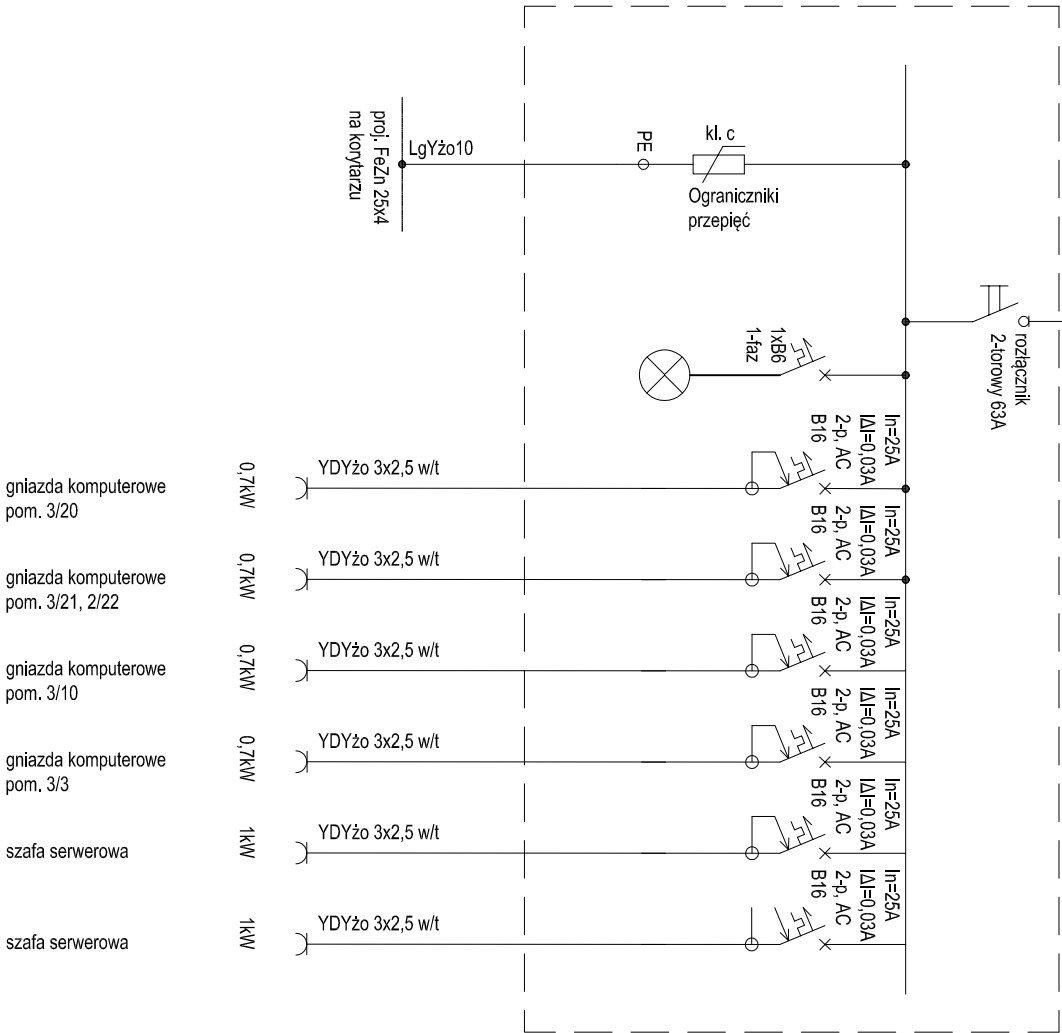 proj. FeZn 25x4
na korytarzu
LgYżo10
PE
kl. c
Ograniczniki
przepięć
rozłącznik
2-torowy 63A
1xB6
1-faz
gniazda komputerowe
pom. 3/20
0,7kW
YDYżo 3x2,5 w/t
In=25A
IΔI=0,03A
2-p, AC
B16
gniazda komputerowe
pom. 3/21, 2/22
0,7kW
YDYżo 3x2,5 w/t
In=25A
IΔI=0,03A
2-p, AC
B16
gniazda komputerowe
pom. 3/10
0,7kW
YDYżo 3x2,5 w/t
In=25A
IΔI=0,03A
2-p, AC
B16
gniazda komputerowe
pom. 3/3
0,7kW
YDYżo 3x2,5 w/t
In=25A
IΔI=0,03A
2-p, AC
B16
szafa serwerowa
1kW
YDYżo 3x2,5 w/t
In=25A
IΔI=0,03A
2-p, AC
B16
szafa serwerowa
1kW
YDYżo 3x2,5 w/t
In=25A
IΔI=0,03A
2-p, AC
B16